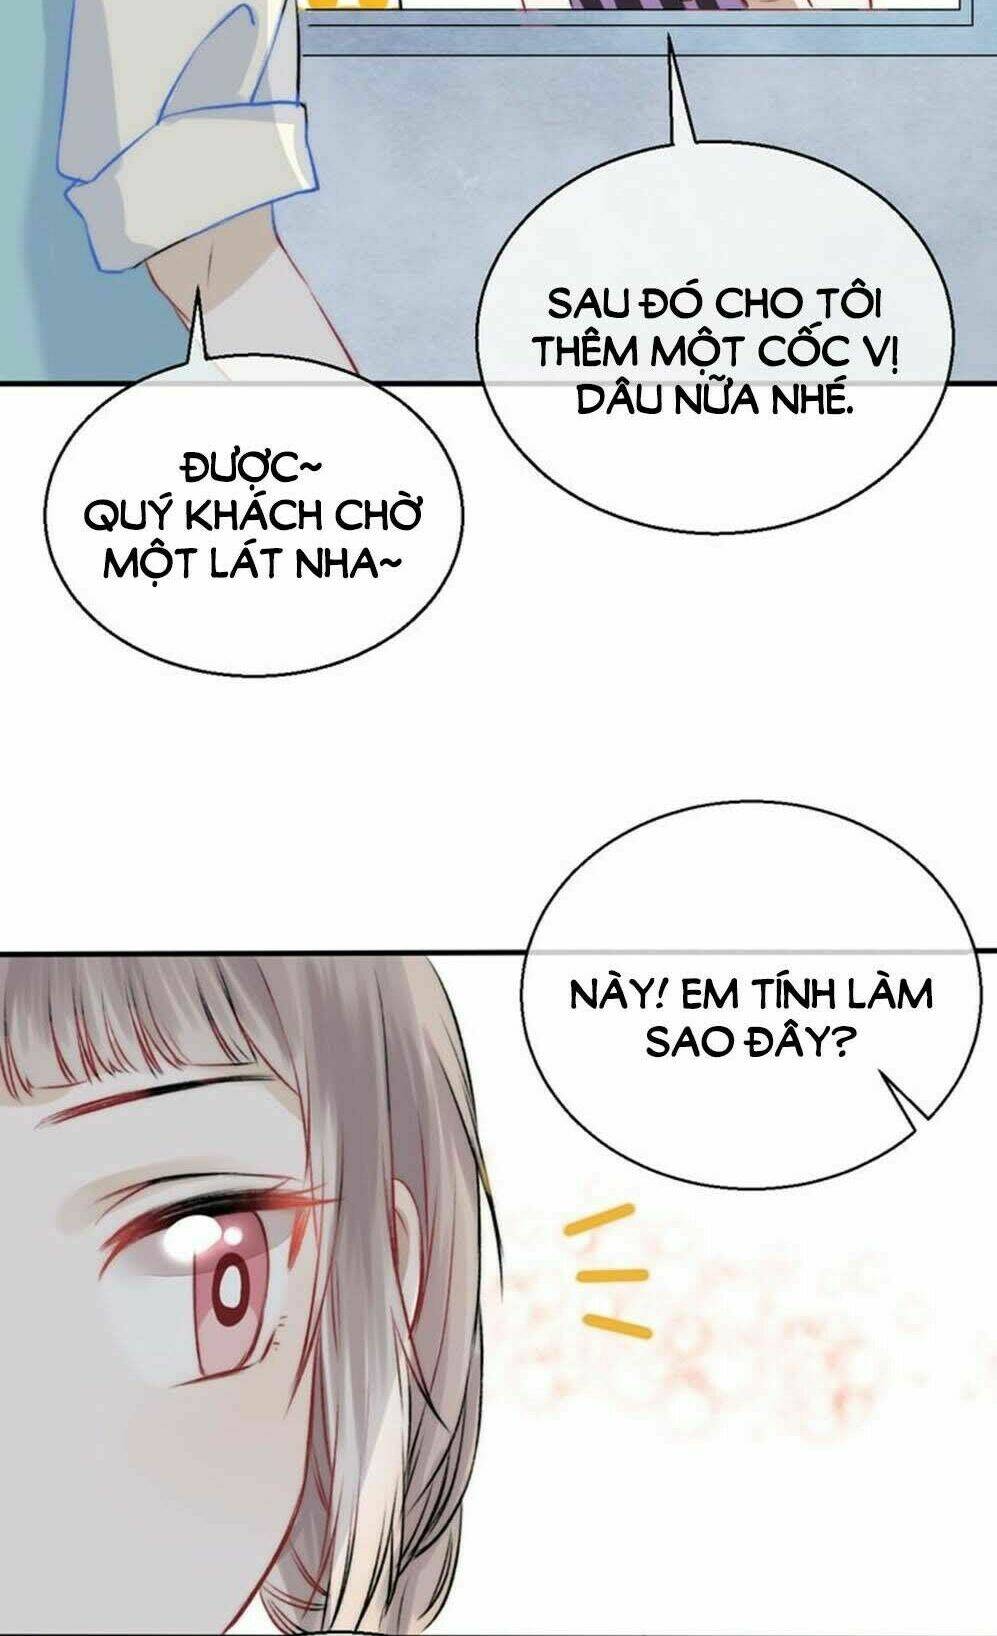 SAU ĐÓ CHO TÔI
THÊM MỘT CỐC VỊ
DÂU NỮA NHÉ.
ĐƯỢC~
QUÝ KHÁCH CHỜ
MỘT LÁT NHA~
NÀY! EM TÍNH LÀM
SAO ĐÂY?